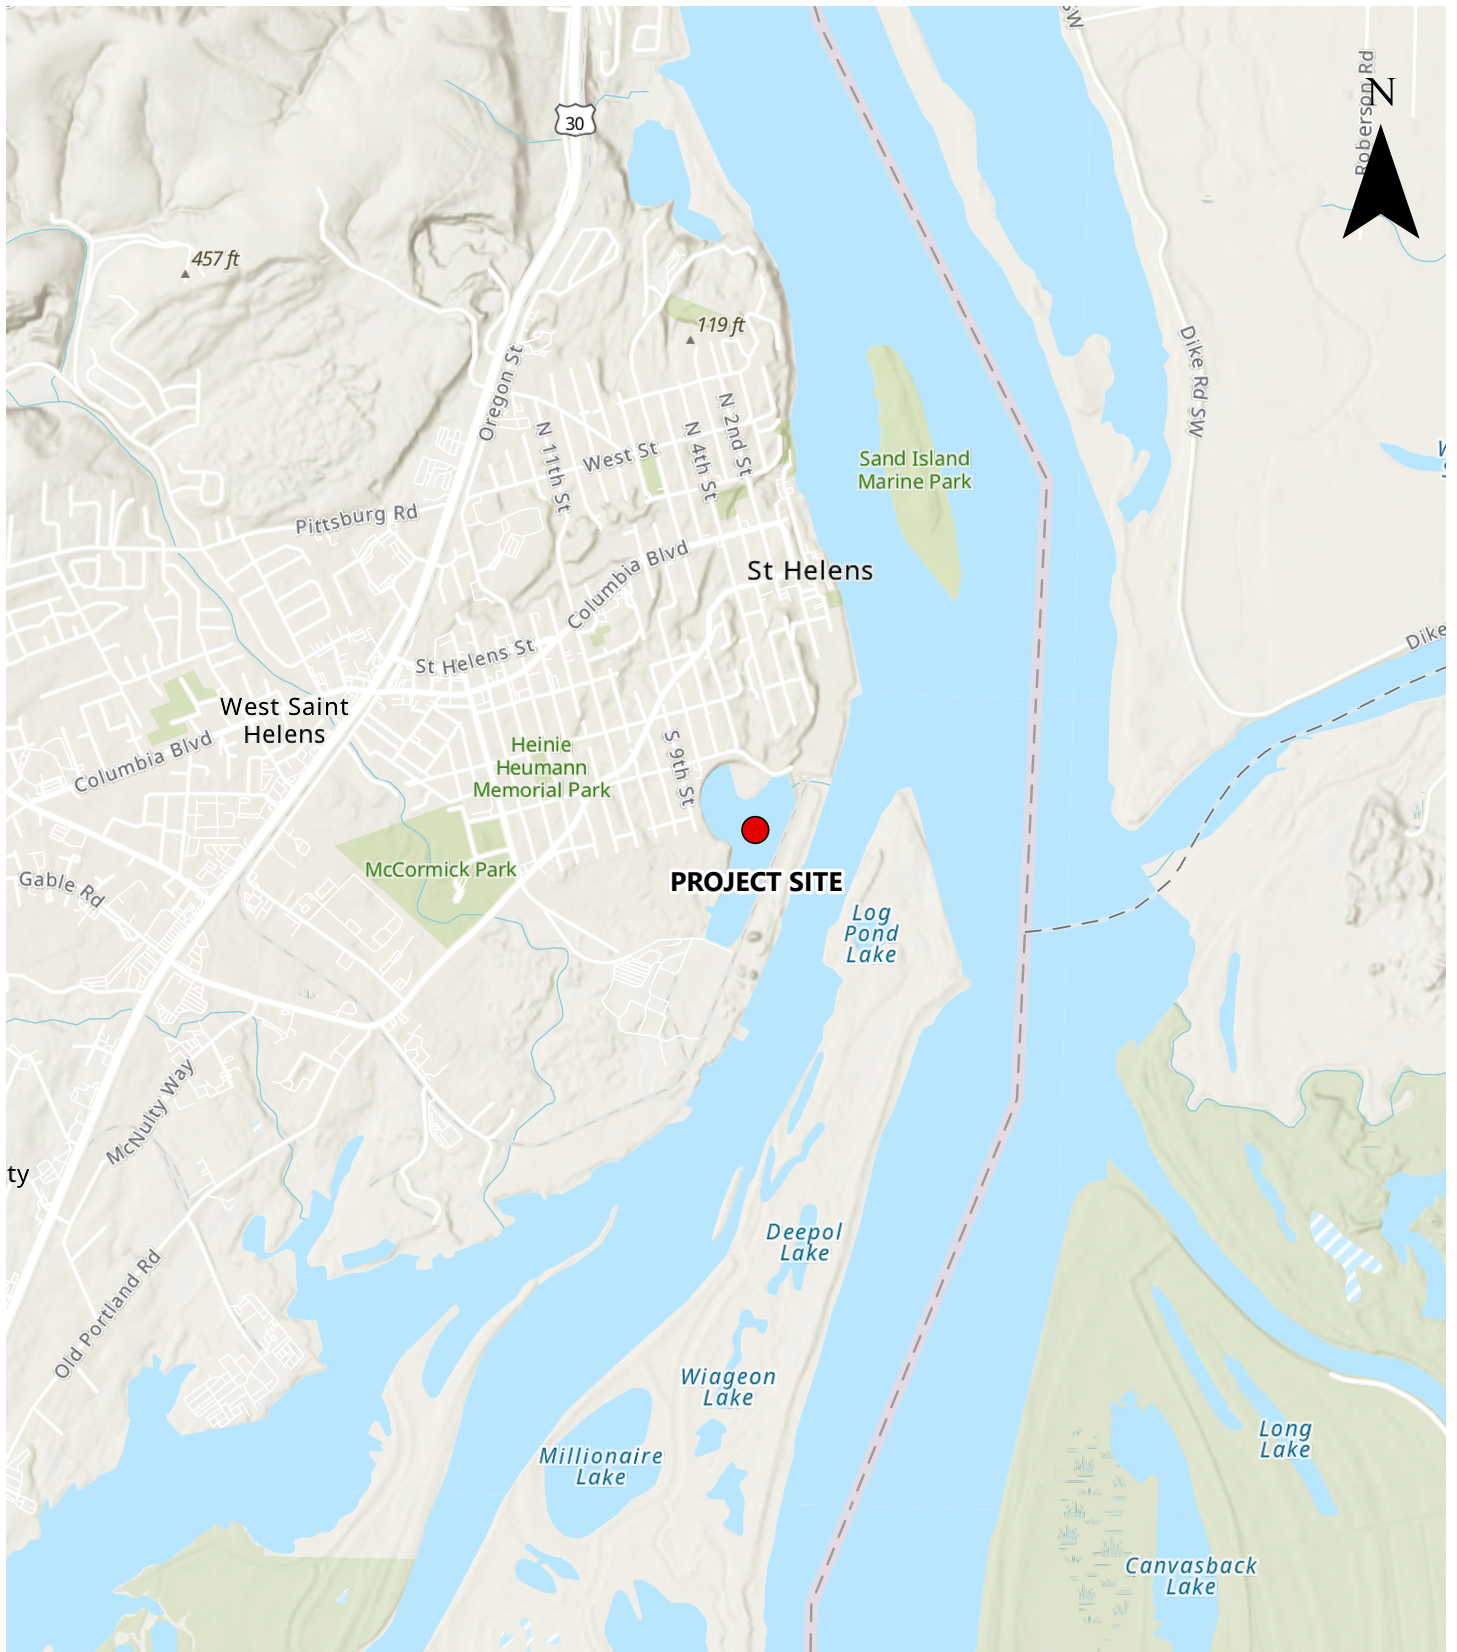 SW
30
Roberson Rd
N
457 ft
119 ft
Oregon St
Dike Rd SW
N 2nd St
N 4th St
N 11th St
West St
Sand Island
Marine Park
Pittsburg Rd
Columbia Blvd
St Helens
Dike
St Helens St
West Saint
Helens
Columbia Blvd
S 9th St
Heinie
Heumann
Memorial Park
McCormick Park
Gable Rd
PROJECT SITE
Log
Pond
Lake
McNulty Way
ty
Deepol
Lake
Old Portland Rd
Wiageon
Lake
Millionaire
Lake
Long
Lake
Canvasback
Lake